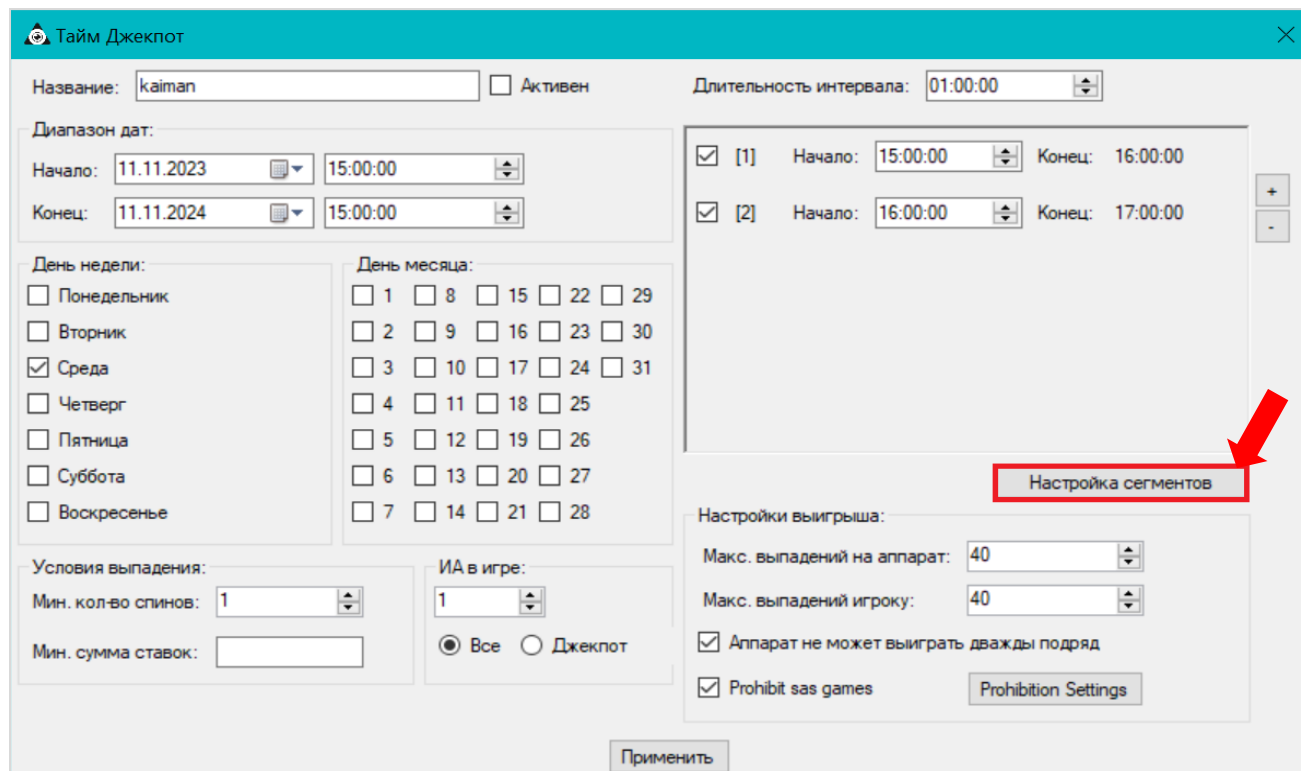 Тайм Джекпот
Название: kaiman Активен
Длительность интервала: 01:00:00
Диапазон дат:
Начало: 11.11.2023 15:00:00
Конец: 11.11.2024 15:00:00
[1] Начало: 15:00:00 Конец: 16:00:00
[2] Начало: 16:00:00 Конец: 17:00:00
+
-
День недели:
Понедельник
Вторник
Среда
Четверг
Пятница
Суббота
Воскресенье
День месяца:
1 8 15 22 29
2 9 16 23 30
3 10 17 24 31
4 11 18 25
5 12 19 26
6 13 20 27
7 14 21 28
Настройка сегментов
Условия выпадения:
Мин. кол-во спинов: 1
Мин. сумма ставок:
ИА в игре:
1
Все Джекпот
Настройки выигрыша:
Макс. выпадений на аппарат: 40
Макс. выпадений игроку: 40
Аппарат не может выиграть дважды подряд
Prohibit sas games Prohibition Settings
Применить